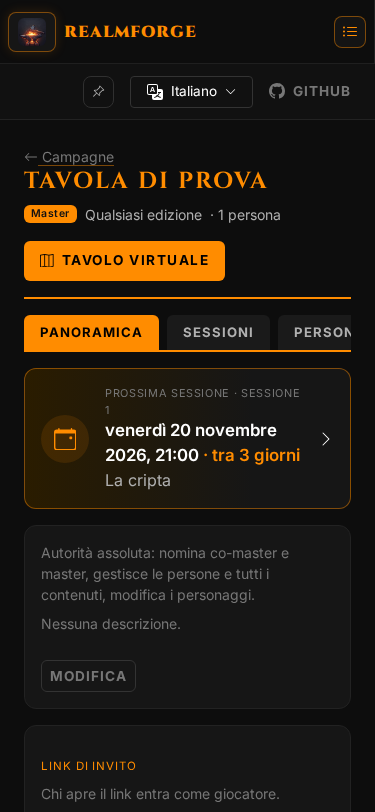 REALMFORGE
Italiano
GITHUB
Campagne
TAVOLA DI PROVA
Master Qualsiasi edizione · 1 persona
TAVOLO VIRTUALE
PANORAMICA SESSIONI PERSON
PROSSIMA SESSIONE · SESSIONE
1
venerdì 20 novembre
2026, 21:00 · tra 3 giorni
La cripta
Autorità assoluta: nomina co-master e
master, gestisce le persone e tutti i
contenuti, modifica i personaggi.
Nessuna descrizione.
MODIFICA
LINK DI INVITO
Chi apre il link entra come giocatore.